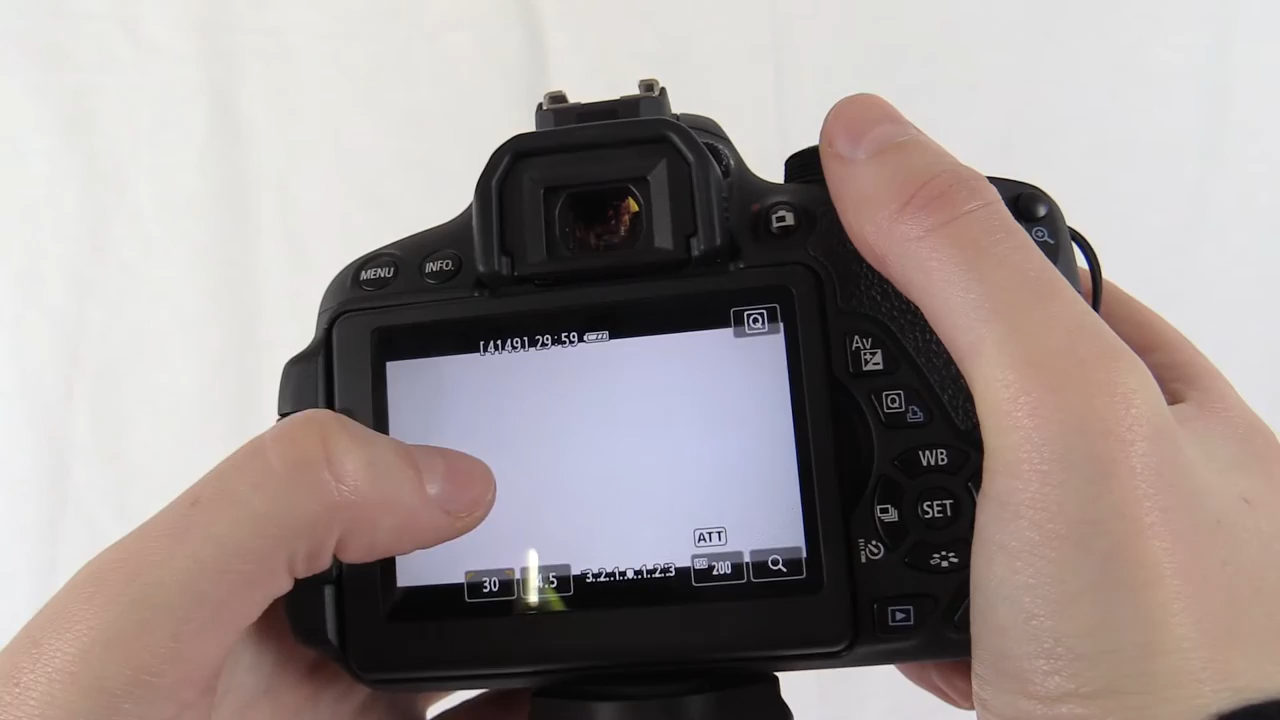 MENU
INFO.
[4149] 29:59
Q
Av
Q
WB
SET
ATT
30
4.5
3..2..1..▪..1..2..3
ISO 200